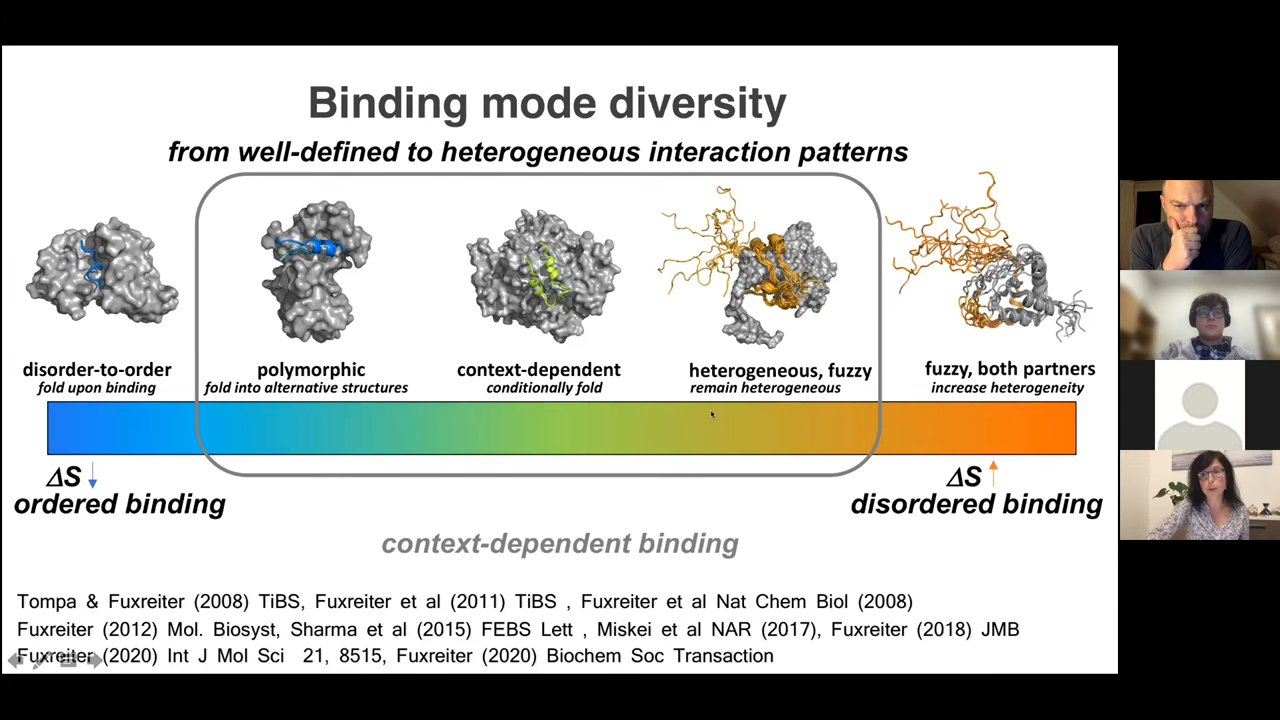 Binding mode diversity
from well-defined to heterogeneous interaction patterns
disorder-to-order
fold upon binding
polymorphic
fold into alternative structures
context-dependent
conditionally fold
heterogeneous, fuzzy
remain heterogeneous
fuzzy, both partners
increase heterogeneity
ΔS ↓
ordered binding
ΔS ↑
disordered binding
context-dependent binding
Tompa & Fuxreiter (2008) TiBS, Fuxreiter et al (2011) TiBS , Fuxreiter et al Nat Chem Biol (2008)
Fuxreiter (2012) Mol. Biosyst, Sharma et al (2015) FEBS Lett , Miskei et al NAR (2017), Fuxreiter (2018) JMB
Fuxreiter (2020) Int J Mol Sci 21, 8515, Fuxreiter (2020) Biochem Soc Transaction